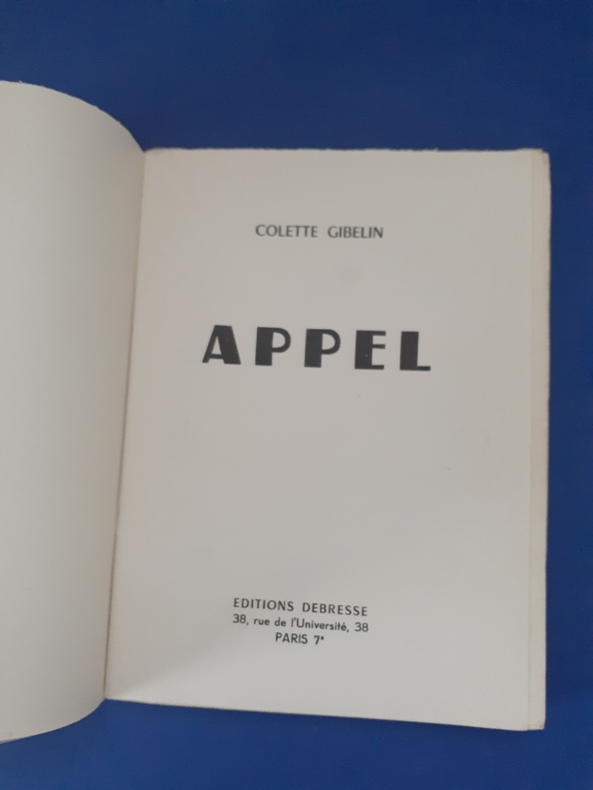 COLETTE GIBELIN
APPEL
EDITIONS DEBRESSE
38, rue de l'Université, 38
PARIS 7e